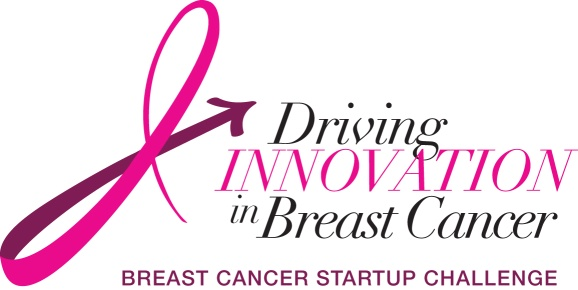 Driving
INNOVATION
in Breast Cancer
BREAST CANCER STARTUP CHALLENGE